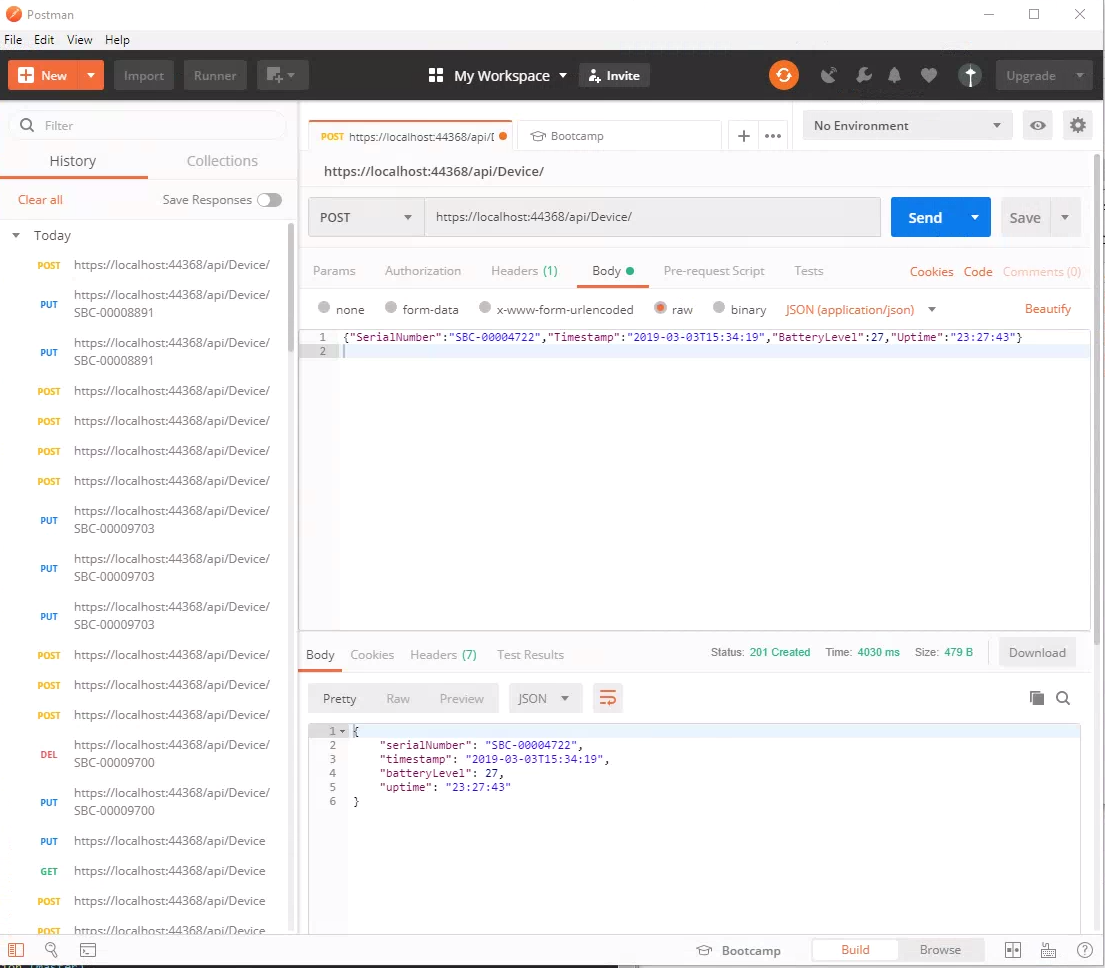 Postman
File Edit View Help
New Import Runner My Workspace Invite Upgrade
Filter
History Collections
Clear all Save Responses
Today
POST https://localhost:44368/api/Device/
PUT https://localhost:44368/api/Device/
SBC-00008891
PUT https://localhost:44368/api/Device/
SBC-00008891
POST https://localhost:44368/api/Device/
POST https://localhost:44368/api/Device/
POST https://localhost:44368/api/Device/
POST https://localhost:44368/api/Device/
PUT https://localhost:44368/api/Device/
SBC-00009703
PUT https://localhost:44368/api/Device/
SBC-00009703
PUT https://localhost:44368/api/Device/
SBC-00009703
POST https://localhost:44368/api/Device/
POST https://localhost:44368/api/Device/
POST https://localhost:44368/api/Device/
DEL https://localhost:44368/api/Device/
SBC-00009700
PUT https://localhost:44368/api/Device/
SBC-00009700
PUT https://localhost:44368/api/Device
GET https://localhost:44368/api/Device
POST https://localhost:44368/api/Device
POST https://localhost:44368/api/Device
POST https://localhost:44368/api/D Bootcamp + ••• No Environment
https://localhost:44368/api/Device/
POST https://localhost:44368/api/Device/ Send Save
Params Authorization Headers (1) Body Pre-request Script Tests Cookies Code Comments (0)
none form-data x-www-form-urlencoded raw binary JSON (application/json) Beautify
1 {"SerialNumber":"SBC-00004722","Timestamp":"2019-03-03T15:34:19","BatteryLevel":27,"Uptime":"23:27:43"}
2
Body Cookies Headers (7) Test Results Status: 201 Created Time: 4030 ms Size: 479 B Download
Pretty Raw Preview JSON
1 {
2 "serialNumber": "SBC-00004722",
3 "timestamp": "2019-03-03T15:34:19",
4 "batteryLevel": 27,
5 "uptime": "23:27:43"
6 }
Bootcamp Build Browse ?